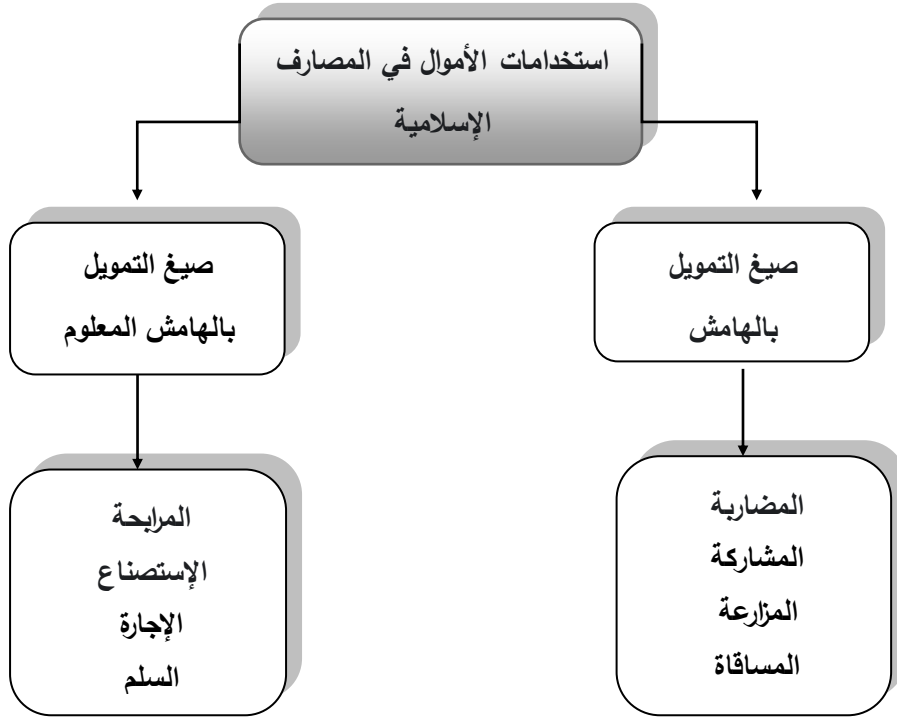 استخدامات الأموال في المصارف
الإسلامية
صيغ التمويل
بالهامش
صيغ التمويل
بالهامش المعلوم
المضاربة
المشاركة
المزارعة
المساقاة
المرابحة
الإستصناع
الإجارة
السلم